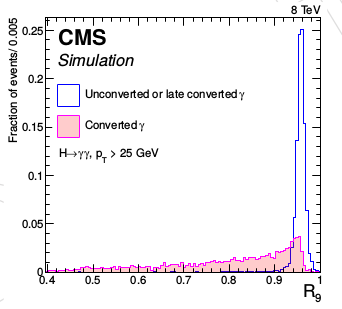 8 TeV
CMS
Simulation
Unconverted or late converted γ
Converted γ
H→γγ, pT > 25 GeV
Fraction of events/ 0.005
0.25
0.2
0.15
0.1
0.05
0
0.4 0.5 0.6 0.7 0.8 0.9 1
R9